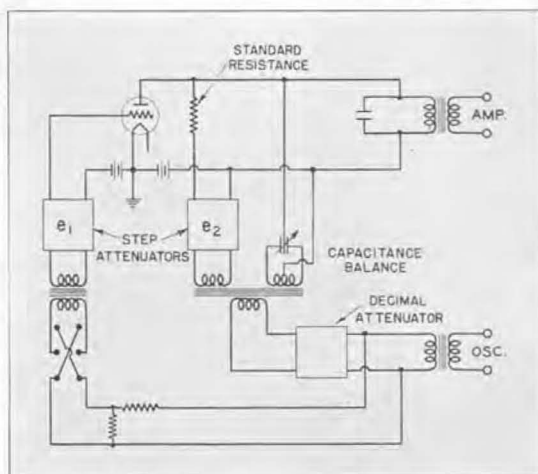 STANDARD
RESISTANCE
AMP.
e1
STEP
ATTENUATORS
e2
CAPACITANCE
BALANCE
DECIMAL
ATTENUATOR
OSC.